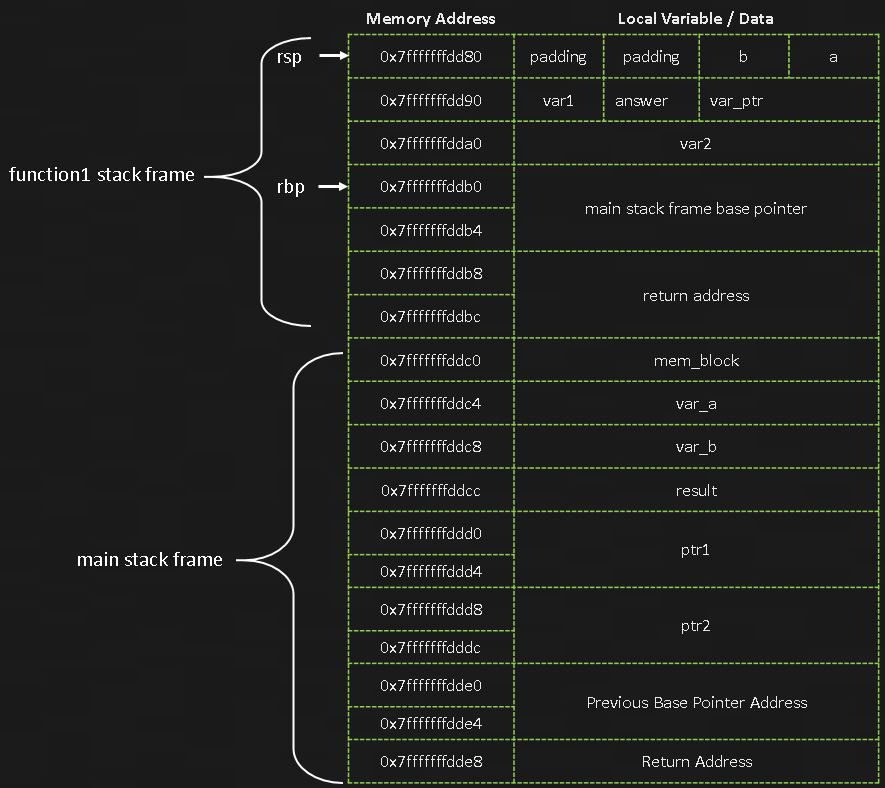 Memory Address Local Variable / Data
rsp 0x7fffffffdd80 padding padding b a
0x7fffffffdd90 var1 answer var_ptr
0x7fffffffdda0 var2
function1 stack frame
rbp 0x7fffffffddb0
main stack frame base pointer
0x7fffffffddb4
0x7fffffffddb8
return address
0x7fffffffddbc
0x7fffffffddc0 mem_block
0x7fffffffddc4 var_a
0x7fffffffddc8 var_b
0x7fffffffddcc result
0x7fffffffddd0
ptr1
main stack frame
0x7fffffffddd4
0x7fffffffddd8
ptr2
0x7fffffffdddc
0x7fffffffdde0
Previous Base Pointer Address
0x7fffffffdde4
0x7fffffffdde8 Return Address